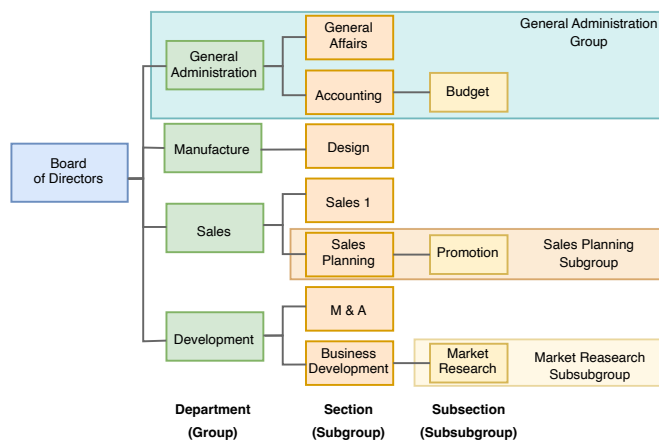 General
Affairs
General Administration
Group
General
Administration
Accounting
Budget
Manufacture
Design
Board
of Directors
Sales 1
Sales
Sales
Planning
Promotion
Sales Planning
Subgroup
M & A
Development
Business
Development
Market
Research
Market Reasearch
Subsubgroup
Department
(Group)
Section
(Subgroup)
Subsection
(Subsubgroup)